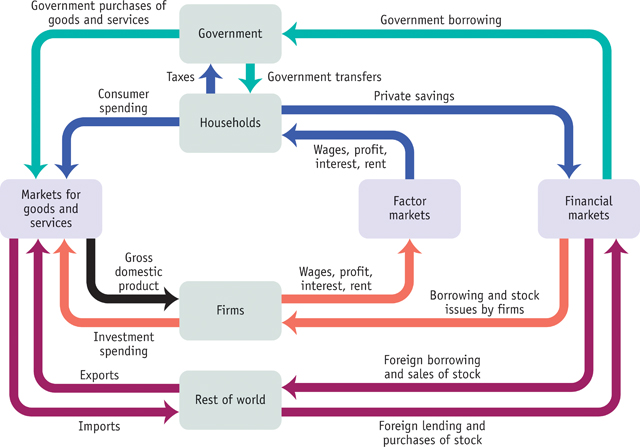 Government purchases of
goods and services
Government
Government borrowing
Taxes
Government transfers
Consumer
spending
Households
Private savings
Wages, profit,
interest, rent
Markets for
goods and
services
Factor
markets
Financial
markets
Gross
domestic
product
Wages, profit,
interest, rent
Firms
Borrowing and stock
issues by firms
Investment
spending
Exports
Foreign borrowing
and sales of stock
Rest of world
Imports
Foreign lending and
purchases of stock